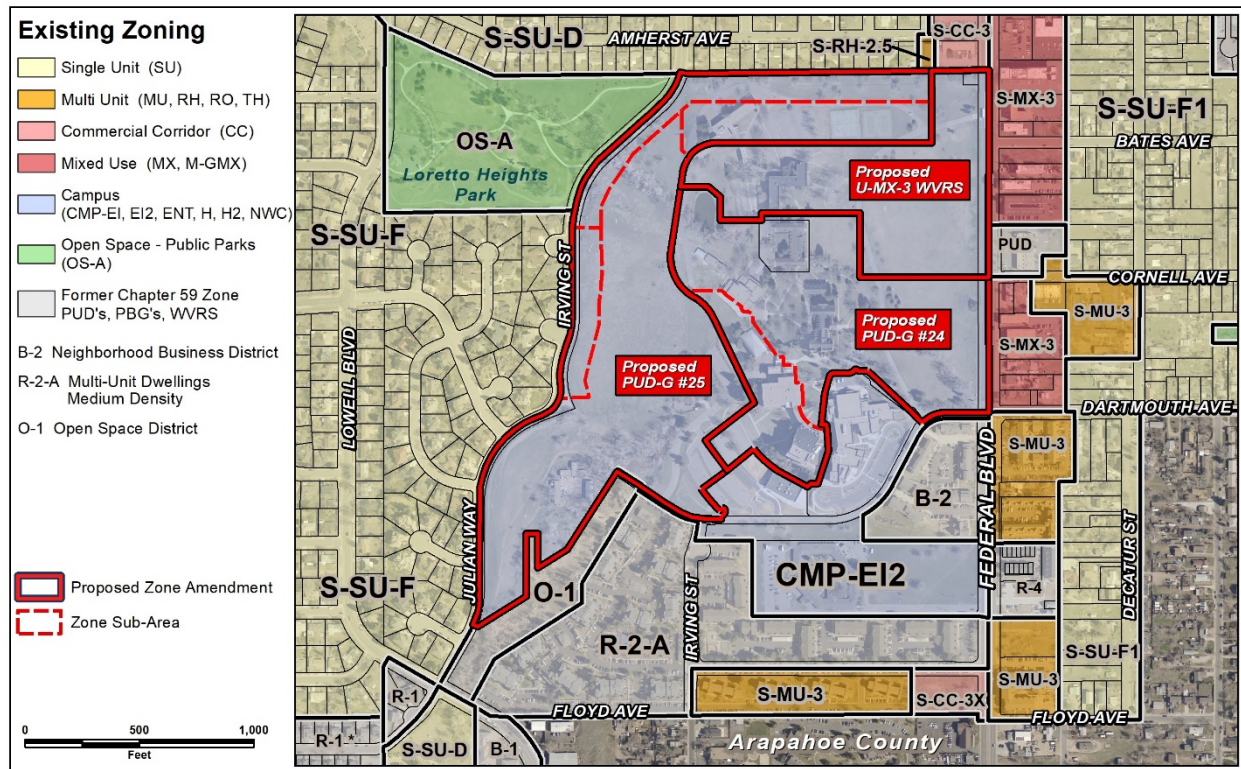 Existing Zoning
Single Unit (SU)
Multi Unit (MU, RH, RO, TH)
Commercial Corridor (CC)
Mixed Use (MX, M-GMX)
Campus
(CMP-EI, EI2, ENT, H, H2, NWC)
Open Space - Public Parks
(OS-A)
Former Chapter 59 Zone
PUD's, PBG's, WVRS
B-2 Neighborhood Business District
R-2-A Multi-Unit Dwellings
Medium Density
O-1 Open Space District
Proposed Zone Amendment
Zone Sub-Area
0 500 1,000
Feet
S-SU-D
AMHERST AVE
S-RH-2.5
S-CC-3
S-MX-3
S-SU-F1
BATES AVE
OS-A
Loretto Heights
Park
Proposed
U-MX-3 WVRS
S-SU-F
IRVING ST
PUD
CORNELL AVE
S-MU-3
Proposed
PUD-G #24
S-MX-3
Proposed
PUD-G #25
LOWELL BLVD
DARTMOUTH AVE
S-MU-3
FEDERAL BLVD
B-2
JULIAN WAY
DECATUR ST
S-SU-F
O-1
CMP-EI2
R-4
IRVING ST
R-2-A
S-SU-F1
S-MU-3
S-MU-3
S-CC-3X
R-1
FLOYD AVE
FLOYD AVE
R-1*
S-SU-D
B-1
Arapahoe County